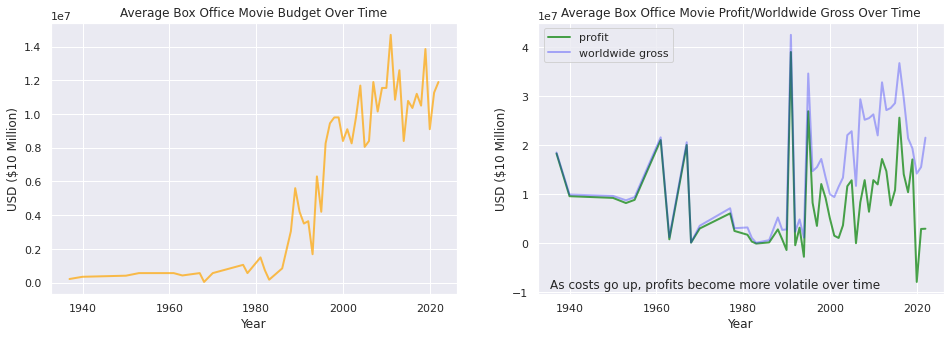 Average Box Office Movie Budget Over Time
1e7
1.4
1.2
1.0
0.8
0.6
0.4
0.2
0.0
USD ($10 Million)
1940
1960
1980
2000
2020
Year
Average Box Office Movie Profit/Worldwide Gross Over Time
1e7
profit
worldwide gross
4
3
2
1
0
−1
USD ($10 Million)
As costs go up, profits become more volatile over time
1940
1960
1980
2000
2020
Year